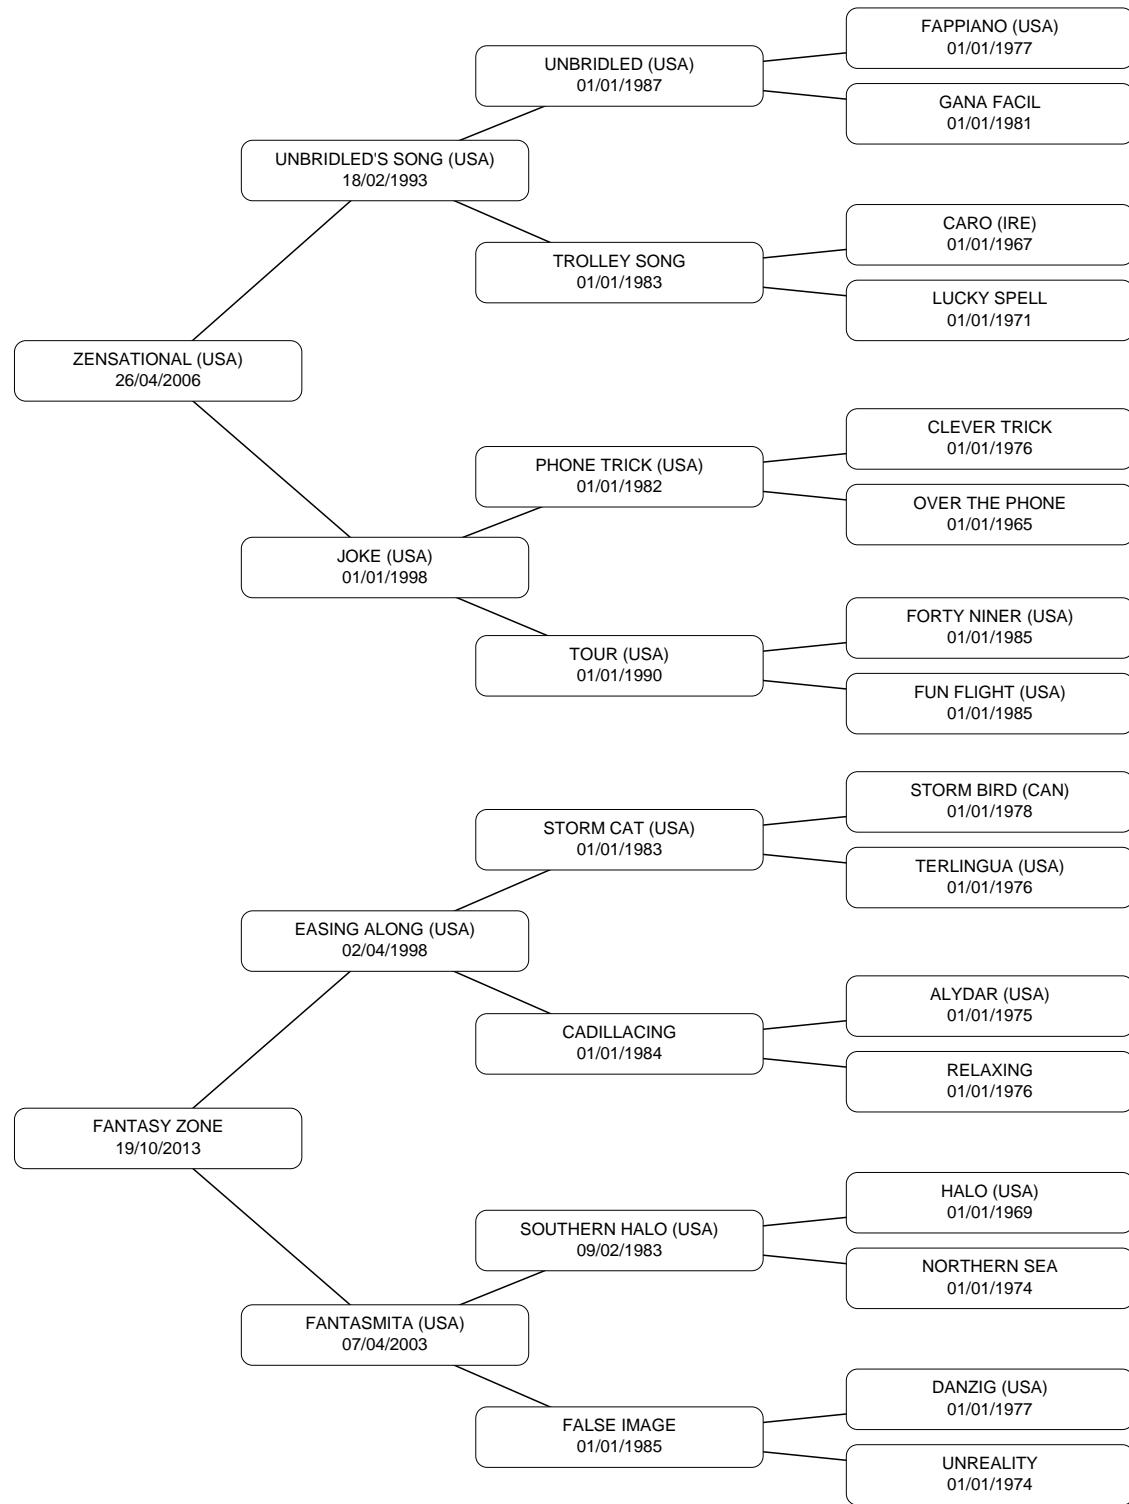 FAPPIANO (USA)
01/01/1977
UNBRIDLED (USA)
01/01/1987
GANA FACIL
01/01/1981
UNBRIDLED'S SONG (USA)
18/02/1993
CARO (IRE)
01/01/1967
TROLLEY SONG
01/01/1983
LUCKY SPELL
01/01/1971
ZENSATIONAL (USA)
26/04/2006
CLEVER TRICK
01/01/1976
PHONE TRICK (USA)
01/01/1982
OVER THE PHONE
01/01/1965
JOKE (USA)
01/01/1998
FORTY NINER (USA)
01/01/1985
TOUR (USA)
01/01/1990
FUN FLIGHT (USA)
01/01/1985
STORM BIRD (CAN)
01/01/1978
STORM CAT (USA)
01/01/1983
TERLINGUA (USA)
01/01/1976
EASING ALONG (USA)
02/04/1998
ALYDAR (USA)
01/01/1975
CADILLACING
01/01/1984
RELAXING
01/01/1976
FANTASY ZONE
19/10/2013
HALO (USA)
01/01/1969
SOUTHERN HALO (USA)
09/02/1983
NORTHERN SEA
01/01/1974
FANTASMITA (USA)
07/04/2003
DANZIG (USA)
01/01/1977
FALSE IMAGE
01/01/1985
UNREALITY
01/01/1974